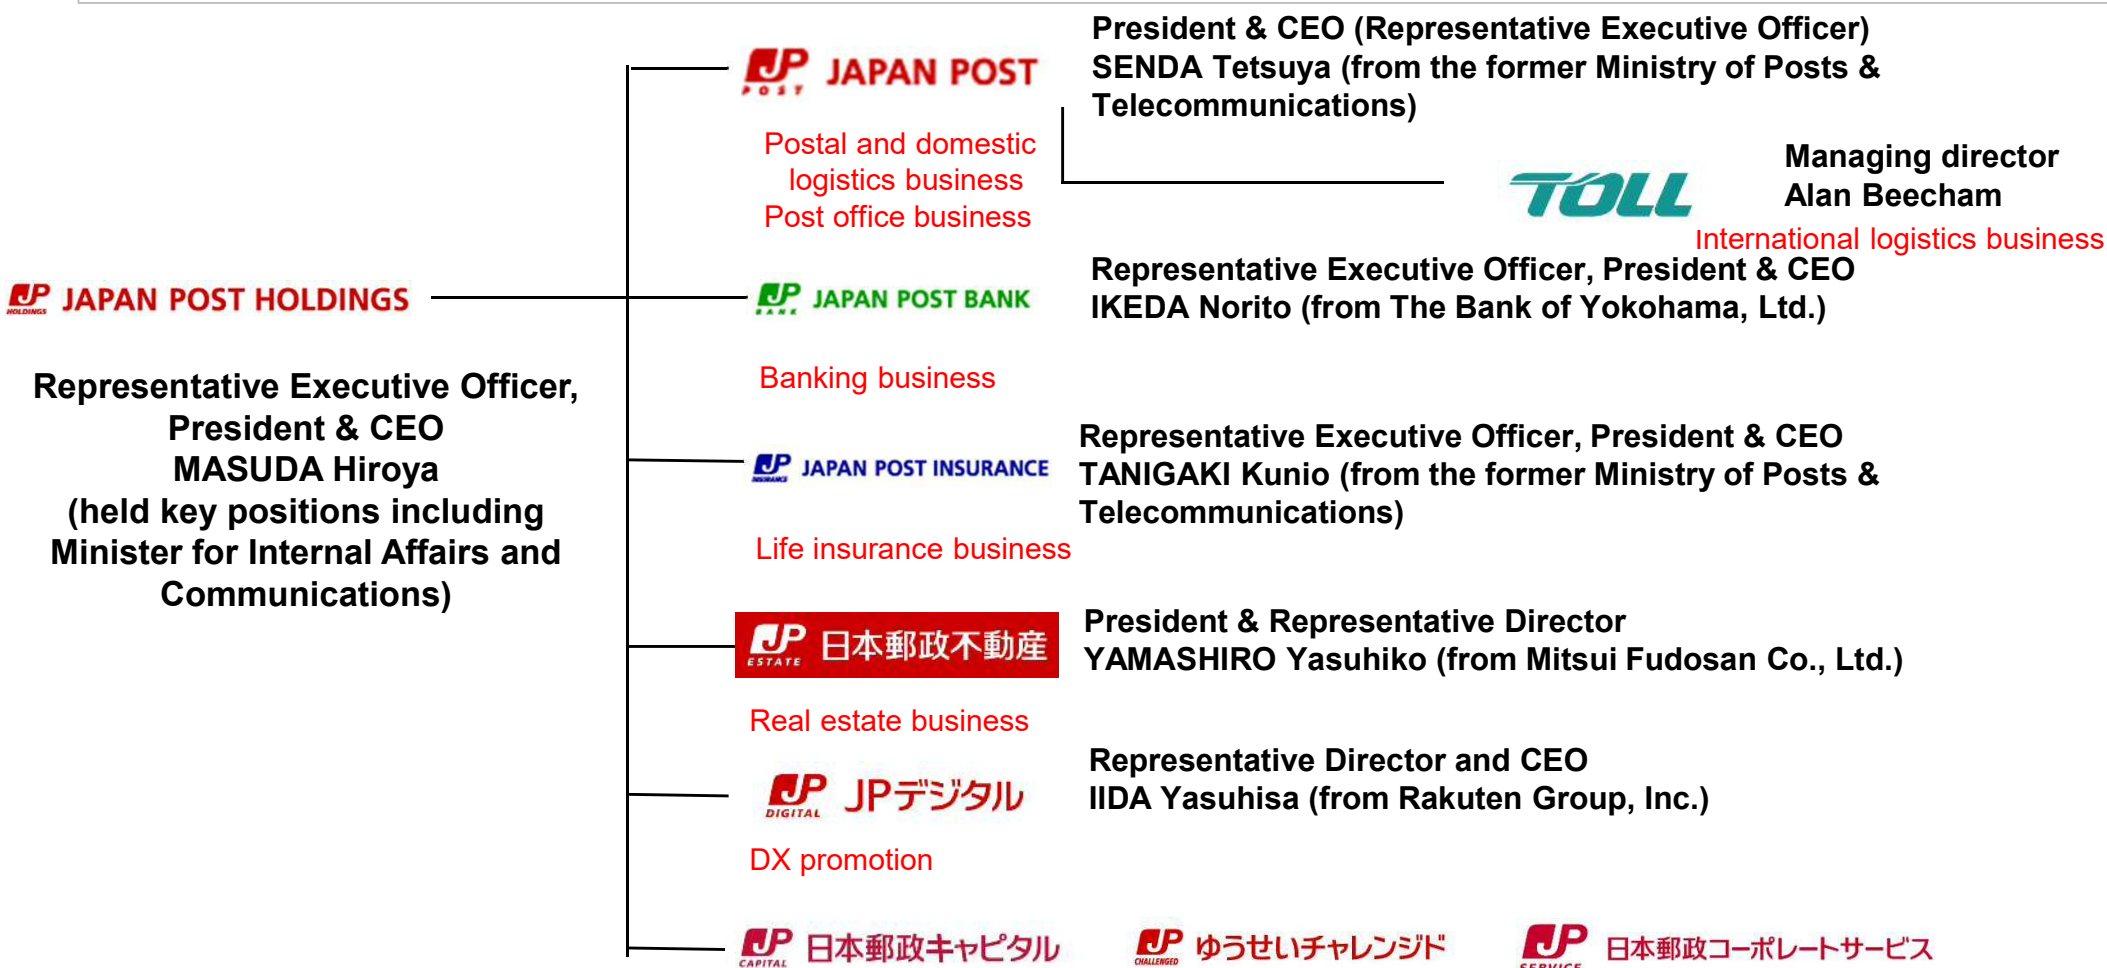 JP POST JAPAN POST
President & CEO (Representative Executive Officer)
SENDA Tetsuya (from the former Ministry of Posts &
Telecommunications)
Postal and domestic
logistics business
Post office business
TOLL
Managing director
Alan Beecham
International logistics business
JP HOLDINGS JAPAN POST HOLDINGS
Representative Executive Officer,
President & CEO
MASUDA Hiroya
(held key positions including
Minister for Internal Affairs and
Communications)
JP BANK JAPAN POST BANK
Representative Executive Officer, President & CEO
IKEDA Norito (from The Bank of Yokohama, Ltd.)
Banking business
JP INSURANCE JAPAN POST INSURANCE
Representative Executive Officer, President & CEO
TANIGAKI Kunio (from the former Ministry of Posts &
Telecommunications)
Life insurance business
JP ESTATE 日本郵政不動産
President & Representative Director
YAMASHIRO Yasuhiko (from Mitsui Fudosan Co., Ltd.)
Real estate business
JP DIGITAL JPデジタル
Representative Director and CEO
IIDA Yasuhisa (from Rakuten Group, Inc.)
DX promotion
JP CAPITAL 日本郵政キャピタル
JP CHALLENGED ゆうせいチャレンジド
JP SERVICE 日本郵政コーポレートサービス